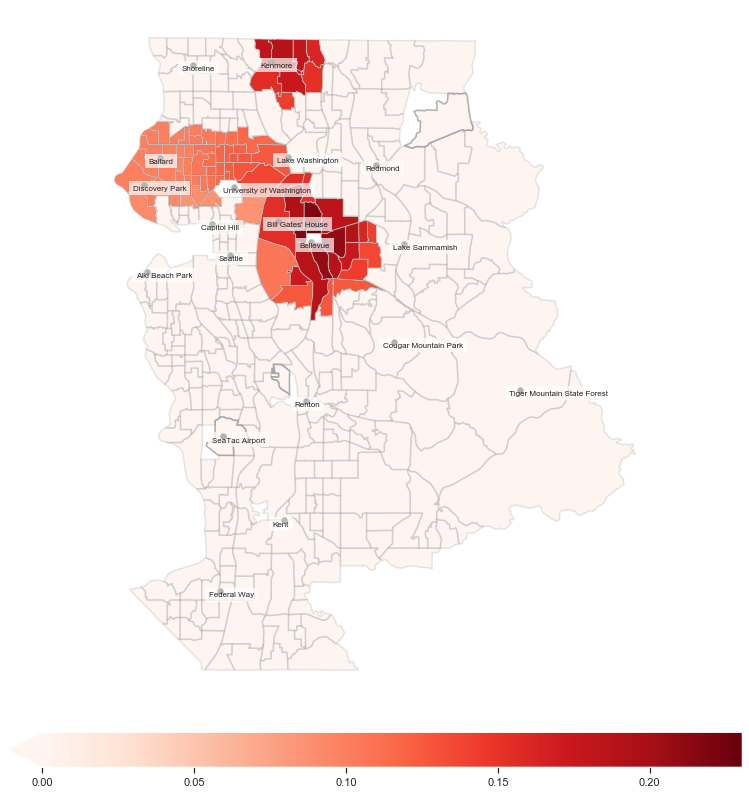 Shoreline
Kenmore
Ballard
Lake Washington
Redmond
Discovery Park
University of Washington
Capitol Hill
Bill Gates' House
Bellevue
Lake Sammamish
Seattle
Alki Beach Park
Cougar Mountain Park
Tiger Mountain State Forest
Renton
SeaTac Airport
Kent
Federal Way
0.00 0.05 0.10 0.15 0.20